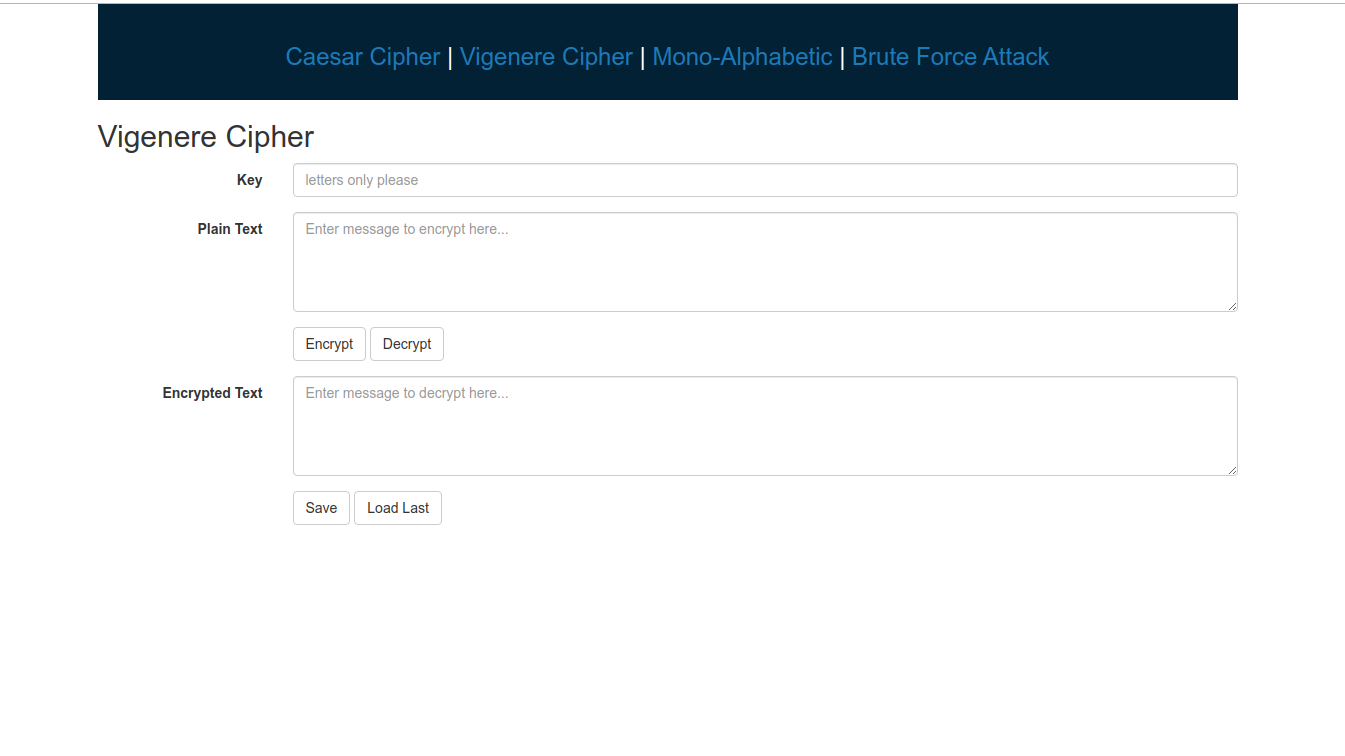 Caesar Cipher | Vigenere Cipher | Mono-Alphabetic | Brute Force Attack
Vigenere Cipher
Key letters only please
Plain Text Enter message to encrypt here...
Encrypt Decrypt
Encrypted Text Enter message to decrypt here...
Save Load Last